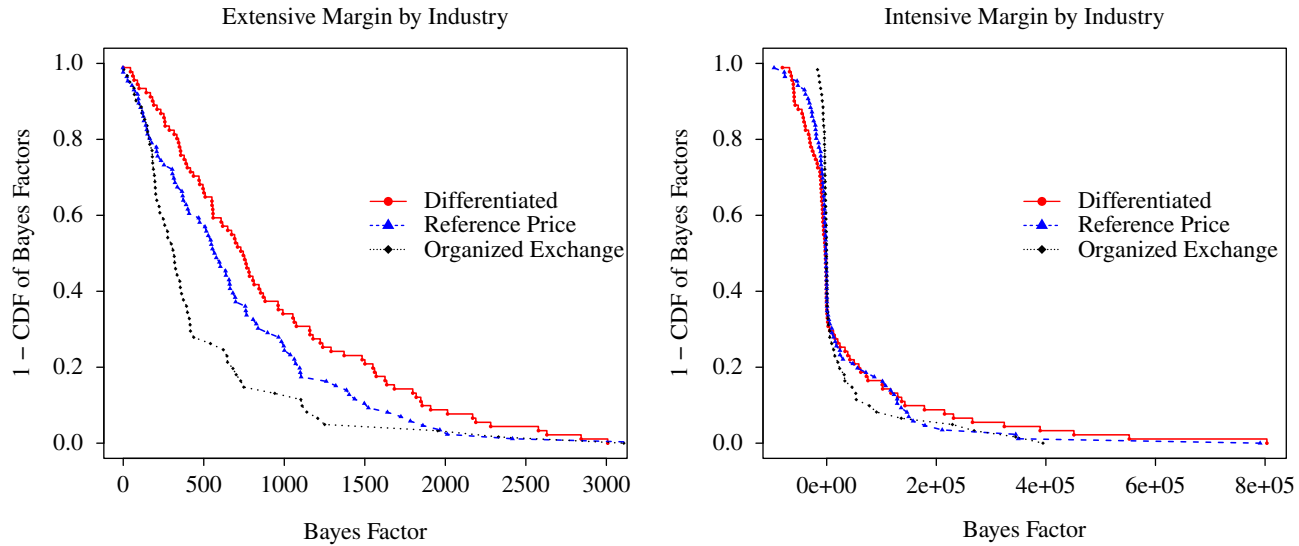 Extensive Margin by Industry
1 − CDF of Bayes Factors
1.0
0.8
0.6
0.4
0.2
0.0
Differentiated
Reference Price
Organized Exchange
0 500 1000 1500 2000 2500 3000
Bayes Factor
Intensive Margin by Industry
1 − CDF of Bayes Factors
1.0
0.8
0.6
0.4
0.2
0.0
Differentiated
Reference Price
Organized Exchange
0e+00 2e+05 4e+05 6e+05 8e+05
Bayes Factor